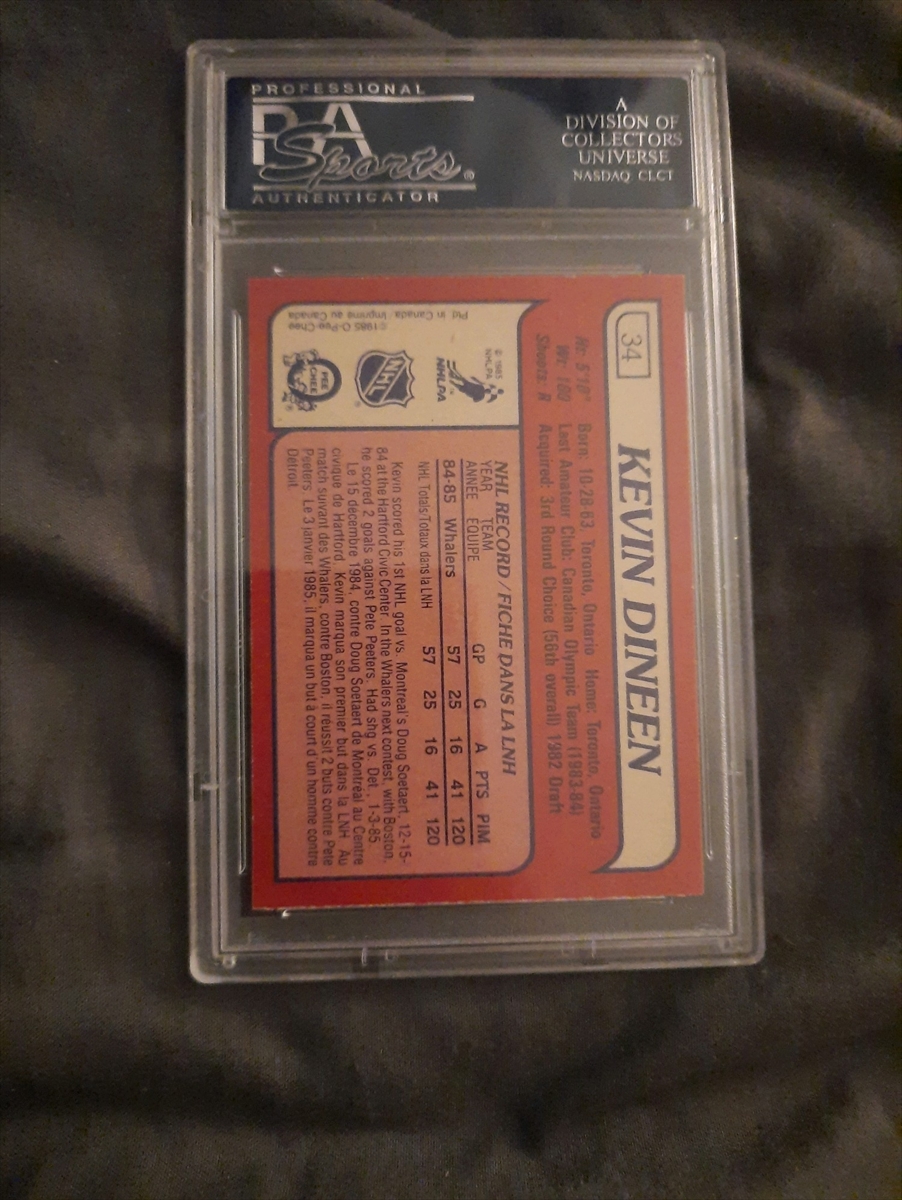 PROFESSIONAL
PSA
Sports®
AUTHENTICATOR
A
DIVISION OF
COLLECTORS
UNIVERSE
NASDAQ CLCT
34
KEVIN DINEEN
Born: 10-28-63, Toronto, Ontario Home: Toronto, Ontario
Wt: 180 Last Amateur Club: Canadian Olympic Team (1983-84)
Shoots: R Acquired: 3rd Round Choice (56th overall) 1982 Draft
© 1985
NHLPA
NHLPA
NHL
®
O PEE CHEE
®
©1985 O-Pee-Chee
Ptd. in Canada/Imprimé au Canada
NHL RECORD/FICHE DANS LA LNH
YEAR TEAM
ANNÉE ÉQUIPE GP G A PTS PIM
84-85 Whalers 57 25 16 41 120
NHL Totals/Totaux dans la LNH 57 25 16 41 120
Kevin scored his 1st NHL goal vs. Montreal's Doug Soetaert, 12-15-
84 at the Hartford Civic Center. In the Whalers next contest, with Boston,
he scored 2 goals against Pete Peeters. Had shg vs. Det., 1-3-85.
Le 15 décembre 1984, contre Doug Soetaert de Montréal au Centre
civique de Hartford, Kevin marqua son premier but dans la LNH. Au
match suivant des Whalers, contre Boston, il réussit 2 buts contre Pete
Peeters. Le 3 janvier 1985, il marqua un but à court d'un homme contre
Détroit.